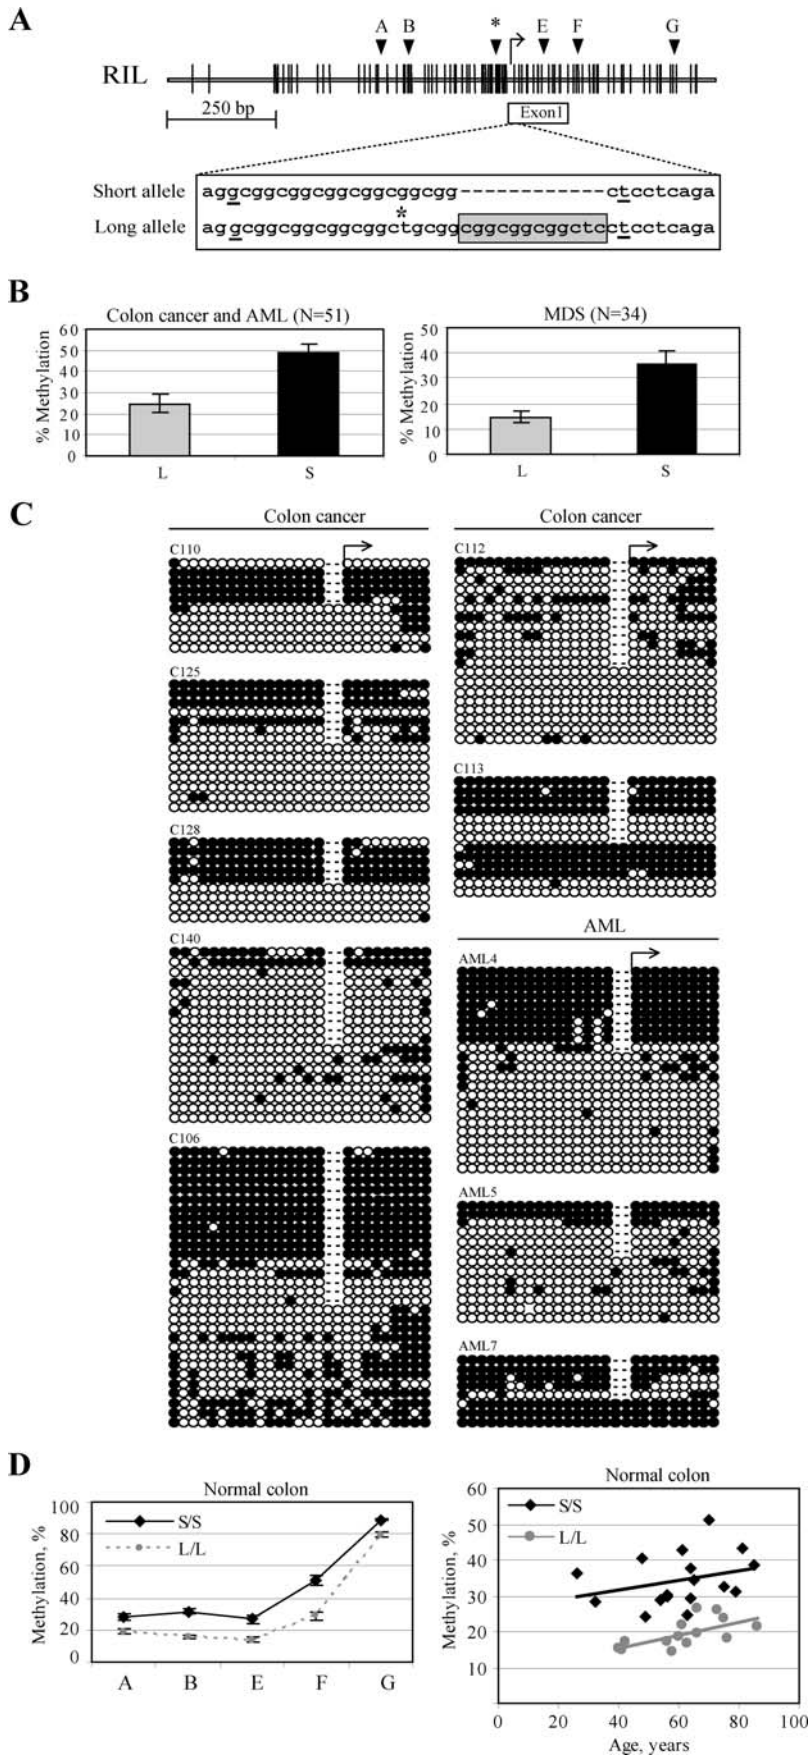 A
A B * E F G
RIL
250 bp
Exon1
Short allele aggcggcggcggcggcggcgg------------ctcctcaga
*
Long allele aggcggcggcggcggctgcggcggcggcggctcctcctcaga
B
Colon cancer and AML (N=51)
% Methylation
60
50
40
30
20
10
0
L S
MDS (N=34)
% Methylation
50
40
30
20
10
0
L S
C
Colon cancer
C110
C125
C128
C140
C106
Colon cancer
C112
C113
AML
AML4
AML5
AML7
D
Normal colon
Methylation, %
100
80
60
40
20
0
S/S
L/L
A B E F G
Normal colon
Methylation, %
60
50
40
30
20
10
S/S
L/L
0 20 40 60 80 100
Age, years